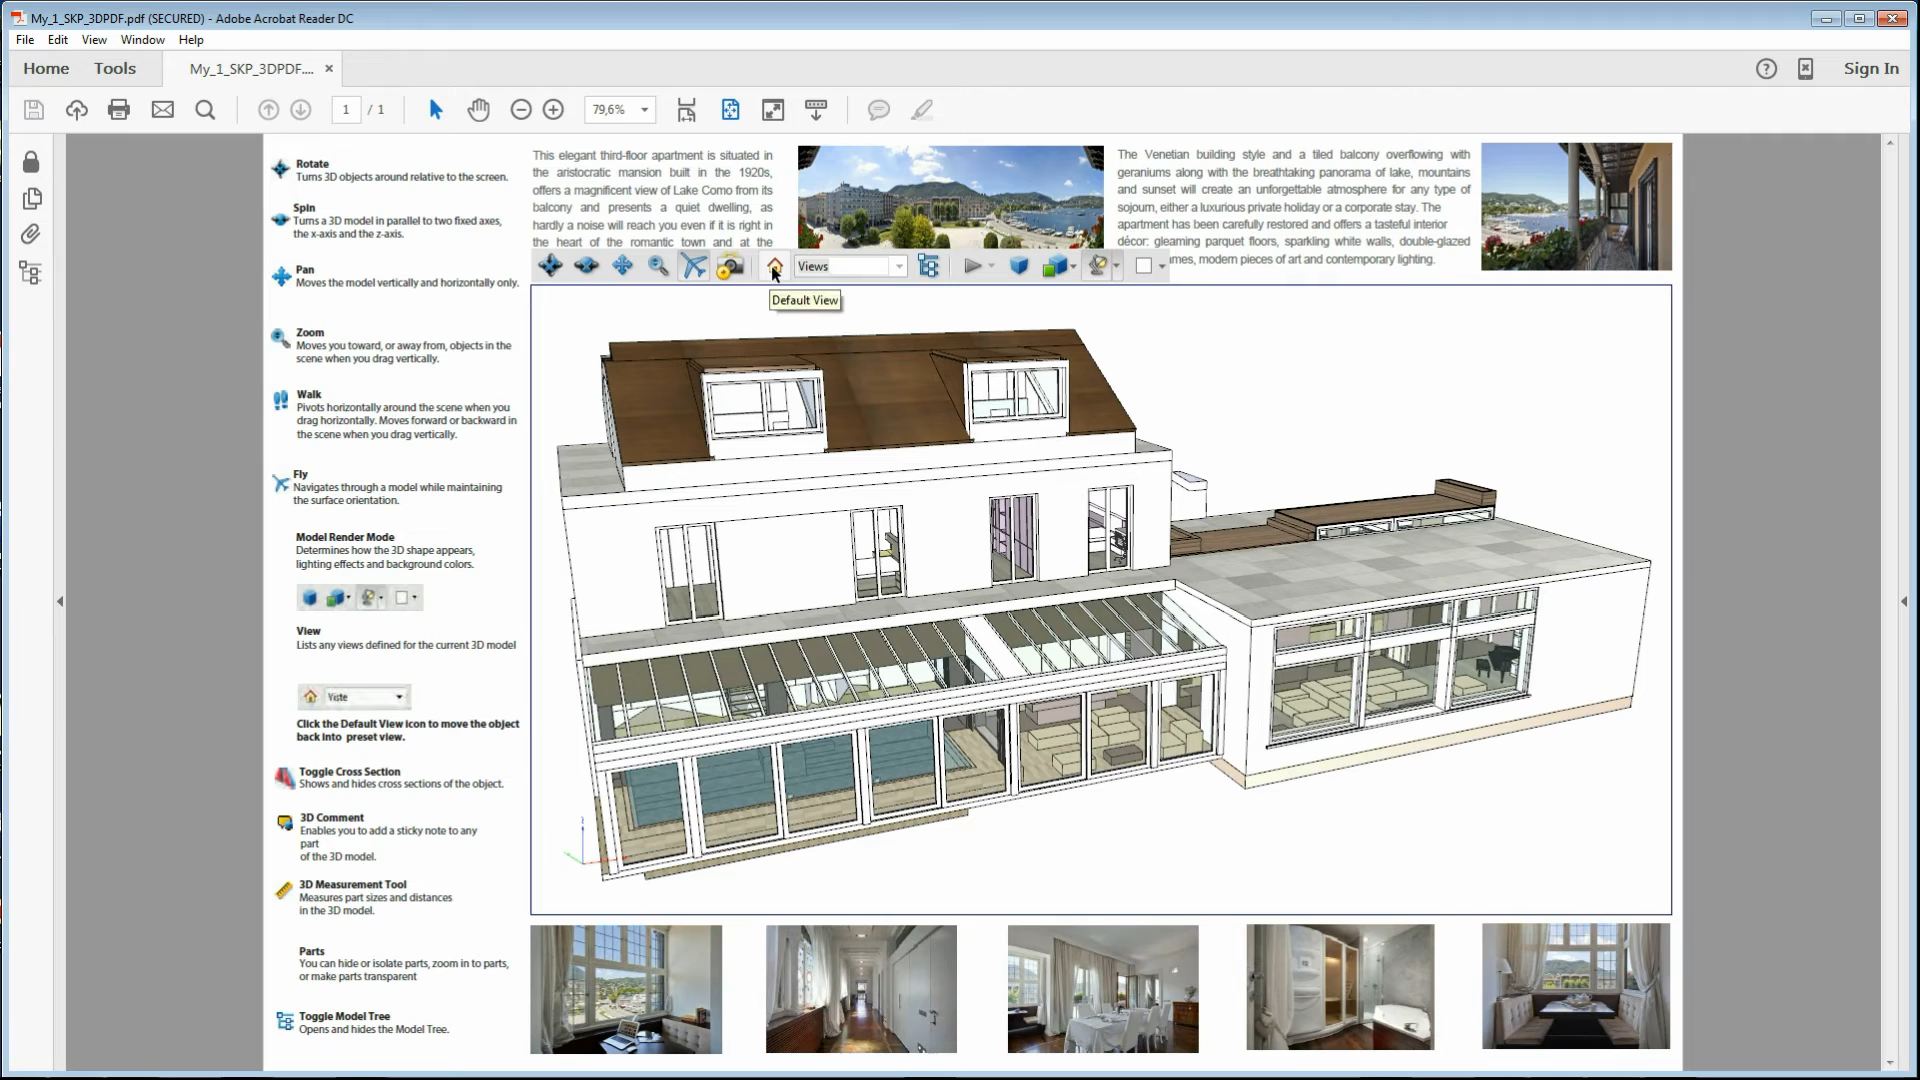 My_1_SKP_3DPDF.pdf (SECURED) - Adobe Acrobat Reader DC
File Edit View Window Help
Home Tools My_1_SKP_3DPDF.... × Sign In
1 / 1 79,6%
Rotate
Turns 3D objects around relative to the screen.
Spin
Turns a 3D model in parallel to two fixed axes,
the x-axis and the z-axis.
Pan
Moves the model vertically and horizontally only.
Zoom
Moves you toward, or away from, objects in the
scene when you drag vertically.
Walk
Pivots horizontally around the scene when you
drag horizontally. Moves forward or backward in
the scene when you drag vertically.
Fly
Navigates through a model while maintaining
the surface orientation.
Model Render Mode
Determines how the 3D shape appears,
lighting effects and background colors.
View
Lists any views defined for the current 3D model
Viste
Click the Default View icon to move the object
back into preset view.
Toggle Cross Section
Shows and hides cross sections of the object.
3D Comment
Enables you to add a sticky note to any
part
of the 3D model.
3D Measurement Tool
Measures part sizes and distances
in the 3D model.
Parts
You can hide or isolate parts, zoom in to parts,
or make parts transparent
Toggle Model Tree
Opens and hides the Model Tree.
This elegant third-floor apartment is situated in
the aristocratic mansion built in the 1920s,
offers a magnificent view of Lake Como from its
balcony and presents a quiet dwelling, as
hardly a noise will reach you even if it is right in
the heart of the romantic town and at the
The Venetian building style and a tiled balcony overflowing with
geraniums along with the breathtaking panorama of lake, mountains
and sunset will create an unforgettable atmosphere for any type of
sojourn, either a luxurious private holiday or a corporate stay. The
apartment has been carefully restored and offers a tasteful interior
décor: gleaming parquet floors, sparkling white walls, double-glazed
ames, modern pieces of art and contemporary lighting.
Views
Default View